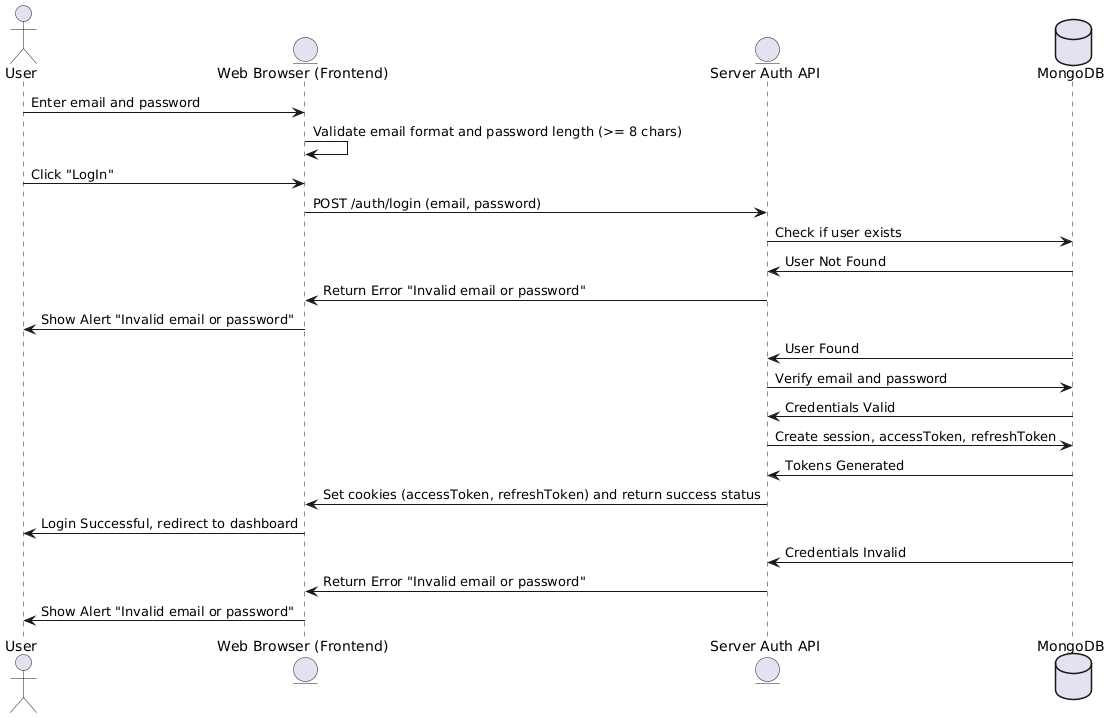 User
Web Browser (Frontend)
Server Auth API
MongoDB
Enter email and password
Validate email format and password length (>= 8 chars)
Click "LogIn"
POST /auth/login (email, password)
Check if user exists
User Not Found
Return Error "Invalid email or password"
Show Alert "Invalid email or password"
User Found
Verify email and password
Credentials Valid
Create session, accessToken, refreshToken
Tokens Generated
Set cookies (accessToken, refreshToken) and return success status
Login Successful, redirect to dashboard
Credentials Invalid
Return Error "Invalid email or password"
Show Alert "Invalid email or password"
User
Web Browser (Frontend)
Server Auth API
MongoDB